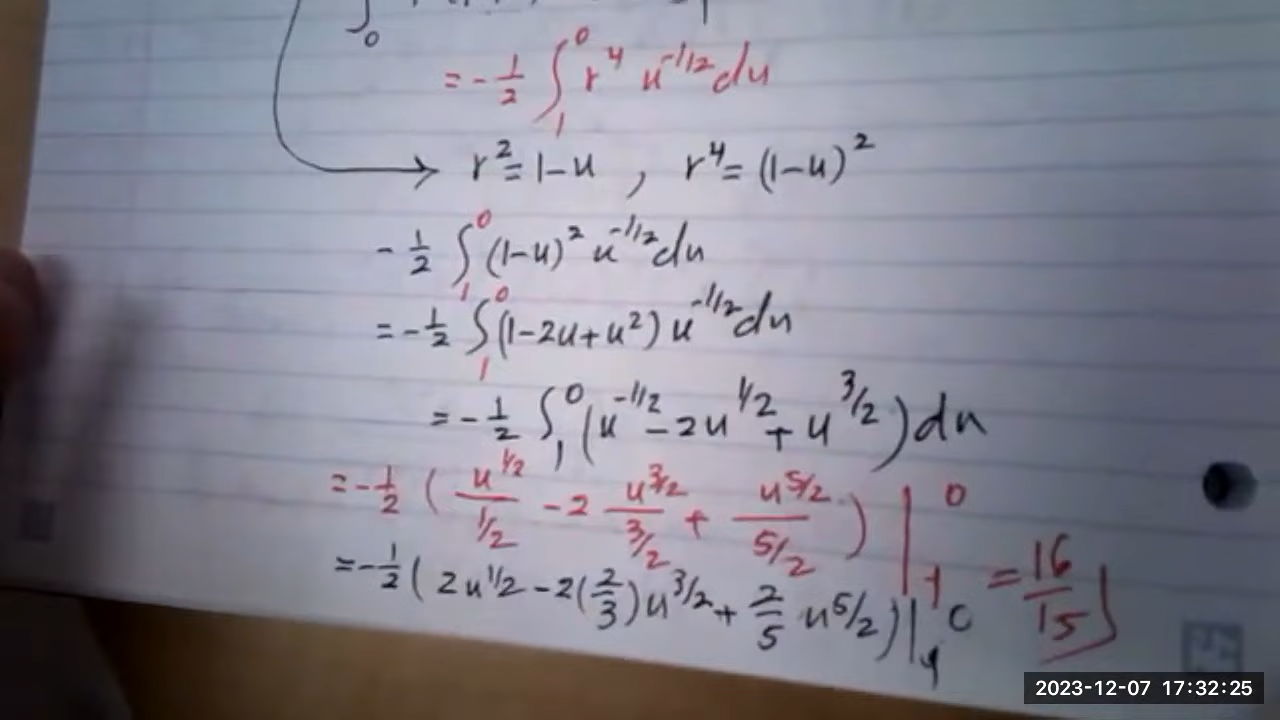 ∫₀
= -1/2 ∫₁⁰ r⁴ u^(-1/2) du
→ r² = 1-u , r⁴ = (1-u)²
- 1/2 ∫₁⁰ (1-u)² u^(-1/2) du
= -1/2 ∫₁⁰ (1-2u+u²) u^(-1/2) du
= -1/2 ∫₁⁰ (u^(-1/2) - 2u^(1/2) + u^(3/2)) du
= -1/2 ( u^(1/2)/(1/2) - 2 u^(3/2)/(3/2) + u^(5/2)/(5/2) ) |₁⁰ = 16/15
= -1/2 ( 2u^(1/2) - 2(2/3)u^(3/2) + 2/5 u^(5/2) ) |₁⁰
2023-12-07 17:32:25